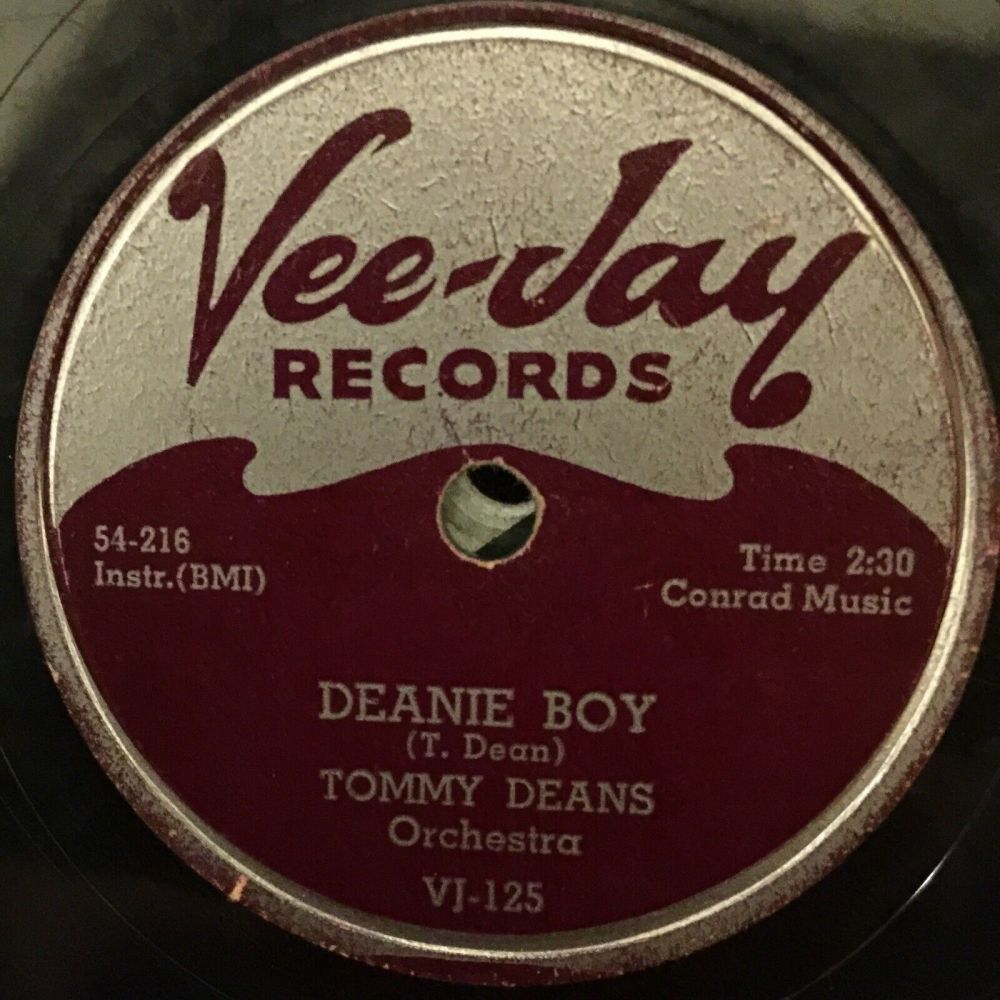 Vee-Jay
RECORDS
54-216
Instr.(BMI)
Time 2:30
Conrad Music
DEANIE BOY
(T. Dean)
TOMMY DEANS
Orchestra
VJ-125